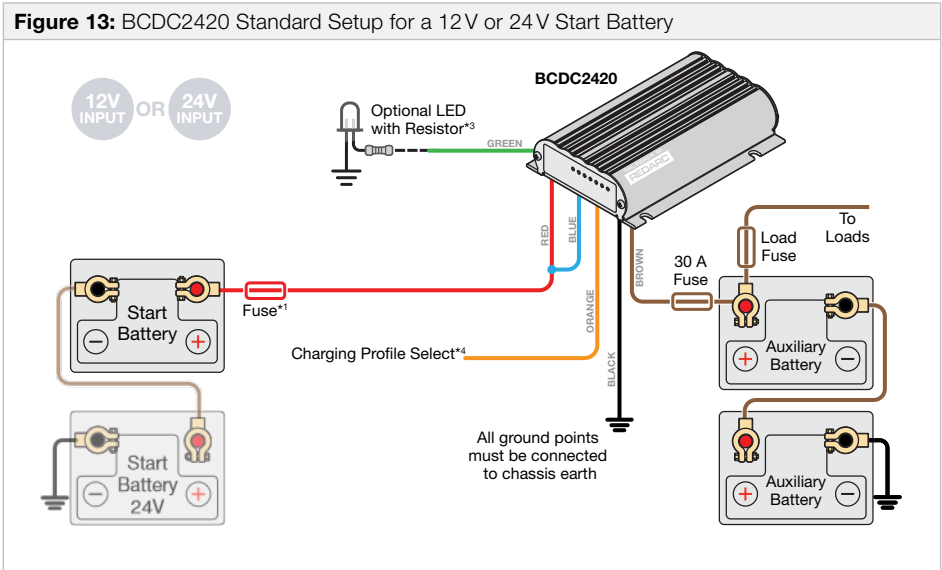 Figure 13: BCDC2420 Standard Setup for a 12 V or 24 V Start Battery
12V
INPUT
OR
24V
INPUT
Optional LED
with Resistor*3
GREEN
BCDC2420
REDARC
RED
BLUE
ORANGE
BLACK
BROWN
30 A
Fuse
Load
Fuse
To
Loads
Start
Battery
− +
Fuse*1
Charging Profile Select*4
All ground points
must be connected
to chassis earth
Start
Battery
24V
− +
Auxiliary
Battery
+ −
Auxiliary
Battery
+ −